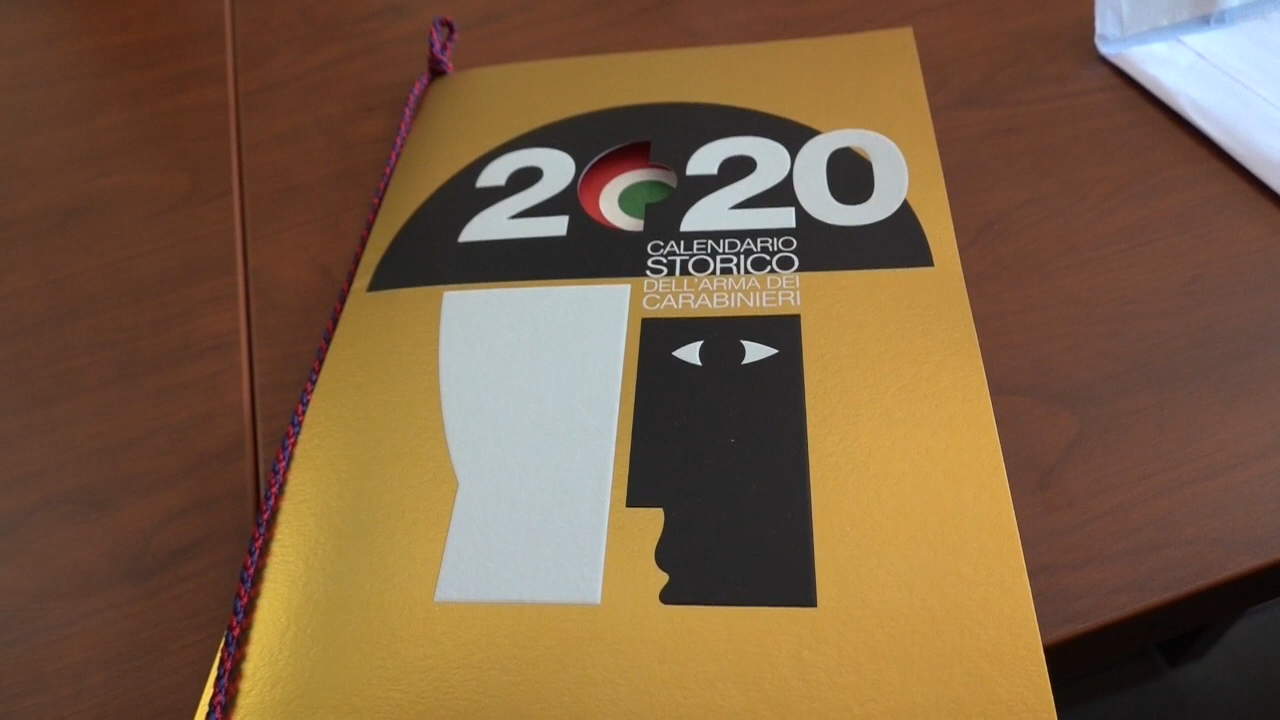 2020
CALENDARIO
STORICO
DELL'ARMA DEI
CARABINIERI